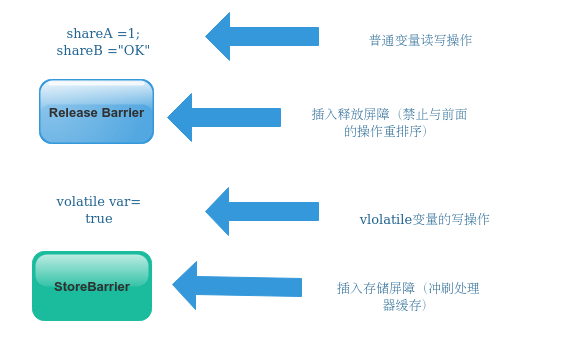 shareA =1;
shareB ="OK"
普通变量读写操作
Release Barrier
插入释放屏障（禁止与前面
的操作重排序）
volatile var=
true
vlolatile变量的写操作
StoreBarrier
插入存储屏障（冲刷处理
器缓存）